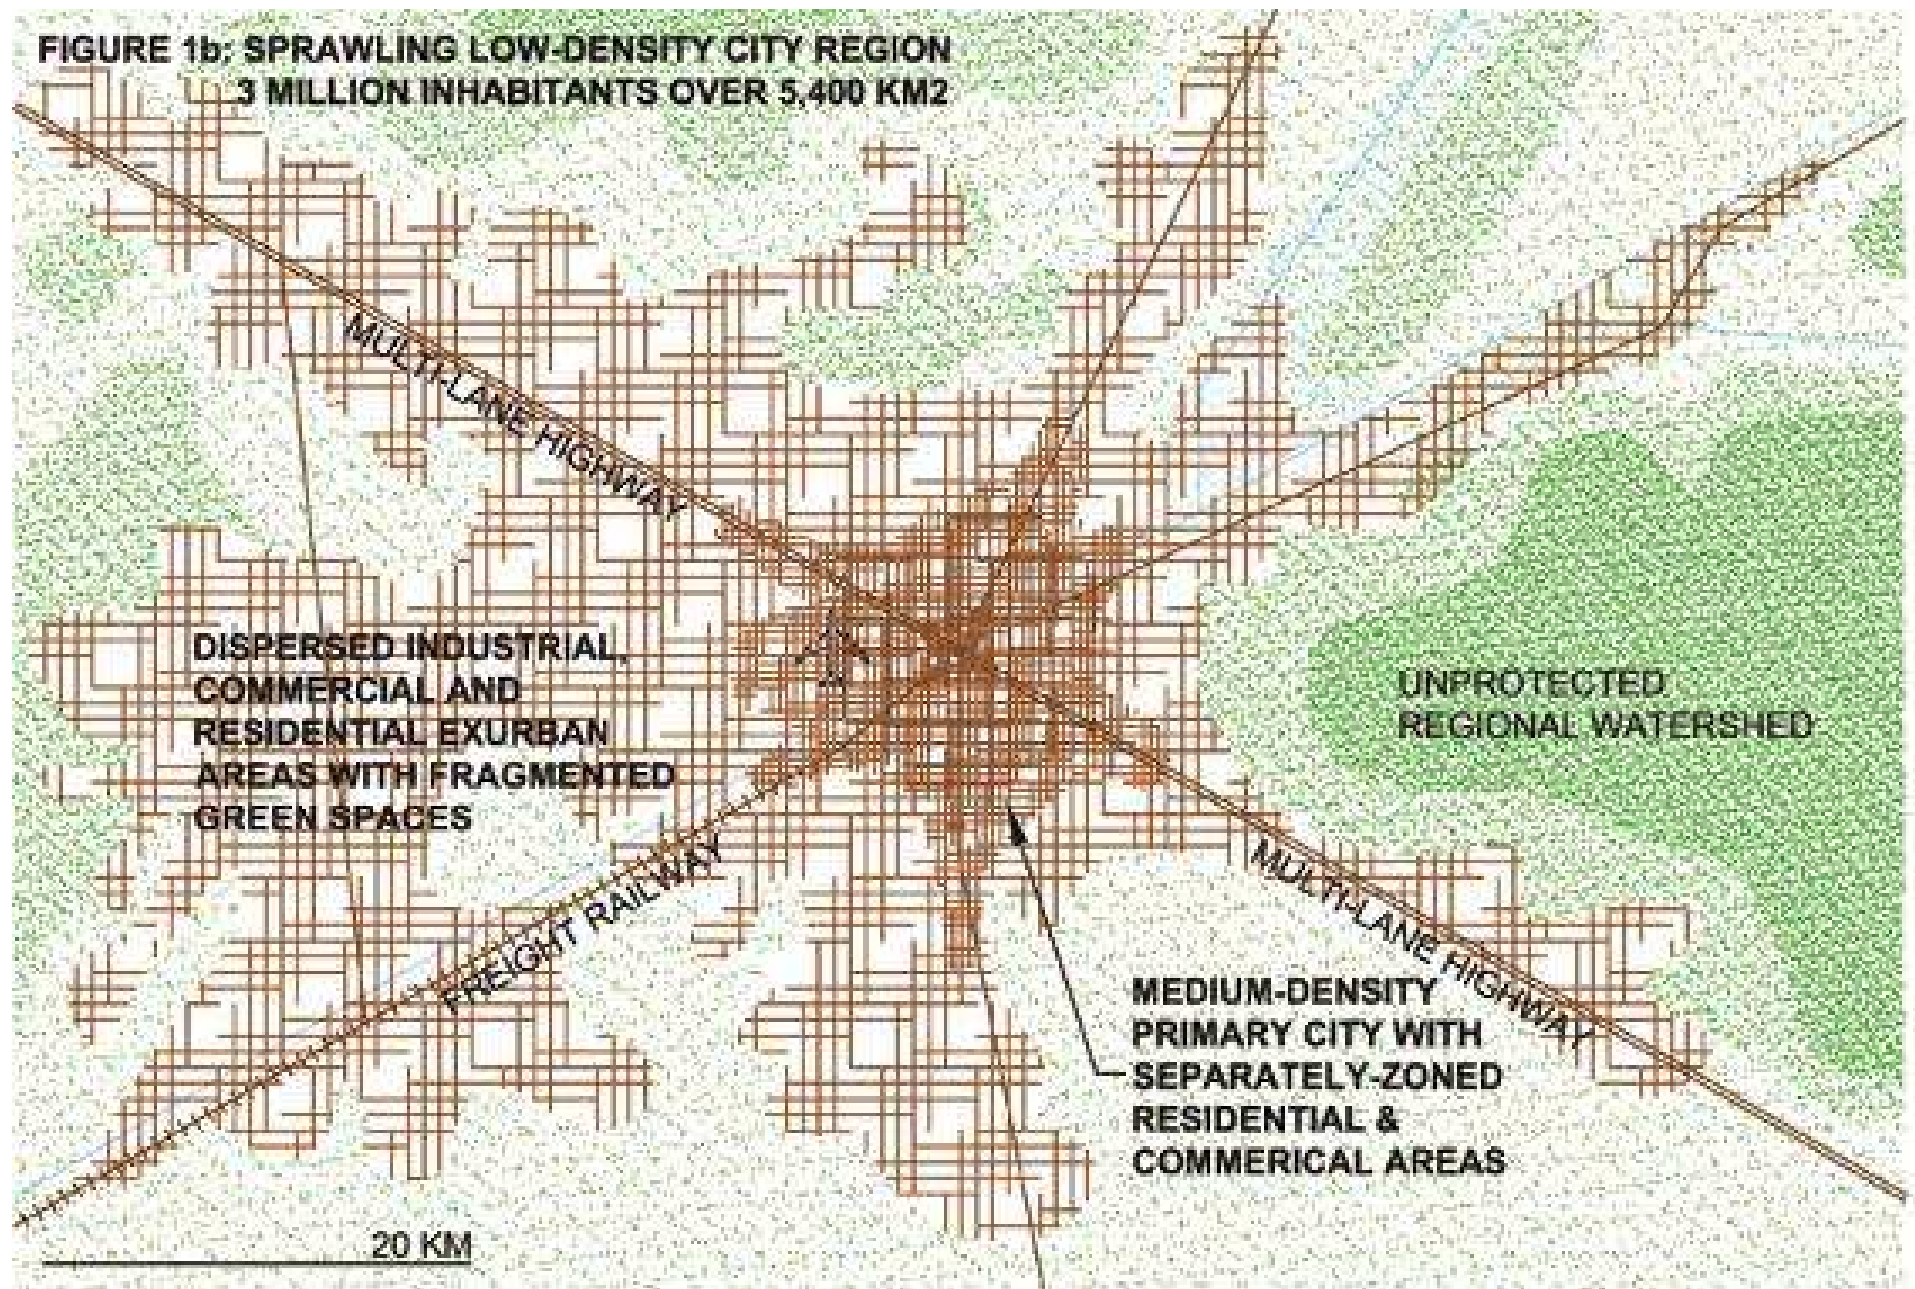 FIGURE 1b: SPRAWLING LOW-DENSITY CITY REGION
3 MILLION INHABITANTS OVER 5,400 KM2
MULTI-LANE HIGHWAY
DISPERSED INDUSTRIAL,
COMMERCIAL AND
RESIDENTIAL EXURBAN
AREAS WITH FRAGMENTED
GREEN SPACES
UNPROTECTED
REGIONAL WATERSHED
FREIGHT RAILWAY
MULTI-LANE HIGHWAY
MEDIUM-DENSITY
PRIMARY CITY WITH
SEPARATELY-ZONED
RESIDENTIAL &
COMMERICAL AREAS
20 KM